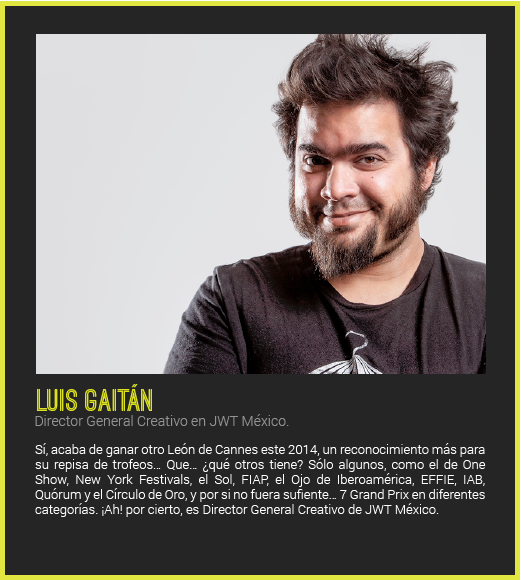 LUIS GAITÁN
Director General Creativo en JWT México.
Sí, acaba de ganar otro León de Cannes este 2014, un reconocimiento más para
su repisa de trofeos... Que... ¿qué otros tiene? Sólo algunos, como el de One
Show, New York Festivals, el Sol, FIAP, el Ojo de Iberoamérica, EFFIE, IAB,
Quórum y el Círculo de Oro, y por si no fuera sufiente... 7 Grand Prix en diferentes
categorías. ¡Ah! por cierto, es Director General Creativo de JWT México.